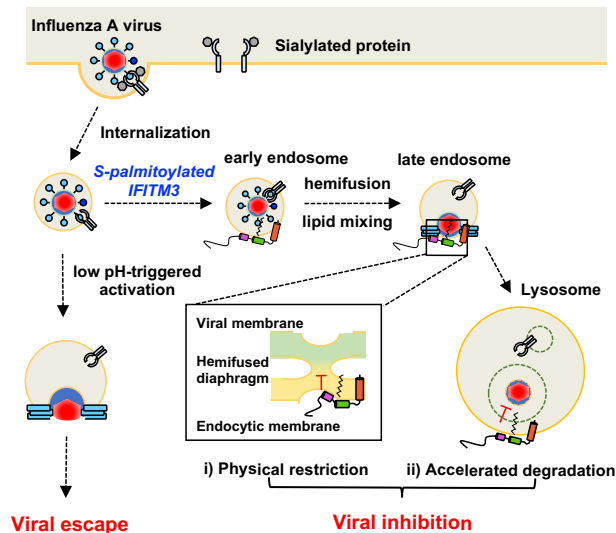 Influenza A virus
Sialylated protein
Internalization
S-palmitoylated
IFITM3
early endosome
late endosome
hemifusion
lipid mixing
low pH-triggered
activation
Lysosome
Viral membrane
Hemifused
diaphragm
Endocytic membrane
i) Physical restriction
ii) Accelerated degradation
Viral escape
Viral inhibition